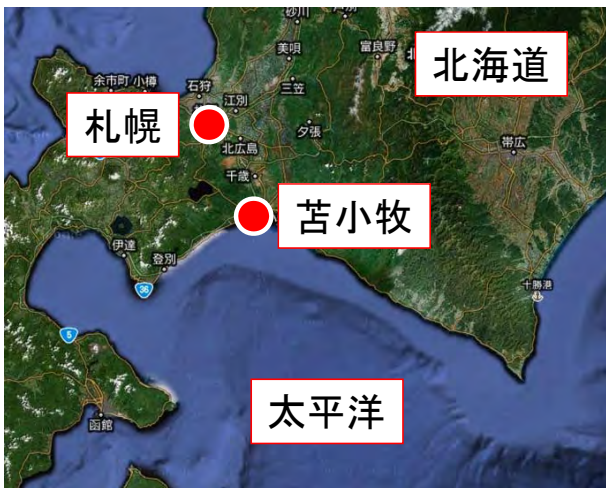 砂川
美唄
富良野
北海道
余市町
小樽
石狩
三笠
江別
札幌
夕張
北広島
帯広
千歳
苫小牧
伊達
登別
36
十勝港
5
太平洋
函館